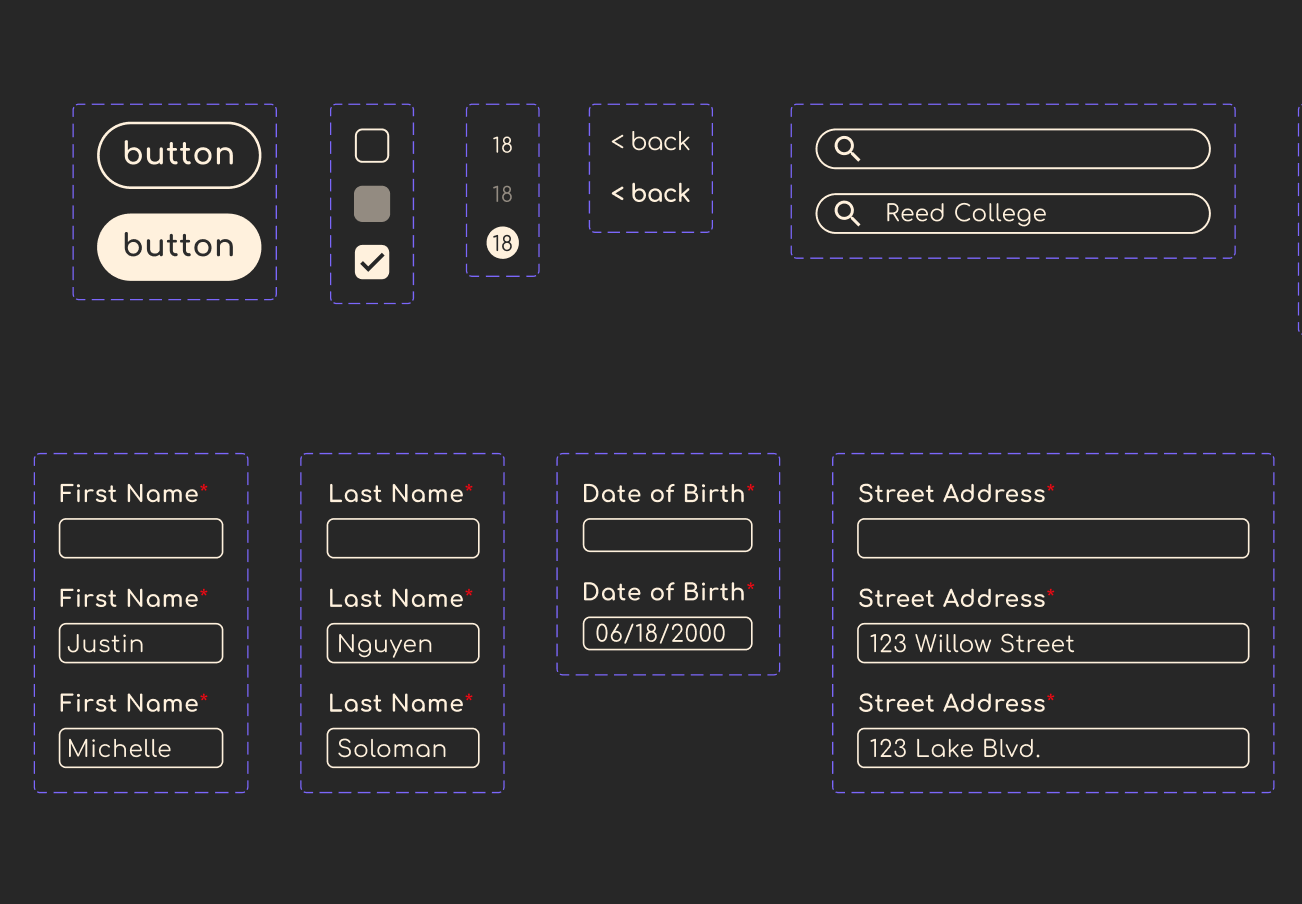 button
button
18
18
18
< back
< back
Reed College
First Name*
First Name*
Justin
First Name*
Michelle
Last Name*
Last Name*
Nguyen
Last Name*
Soloman
Date of Birth*
Date of Birth*
06/18/2000
Street Address*
Street Address*
123 Willow Street
Street Address*
123 Lake Blvd.